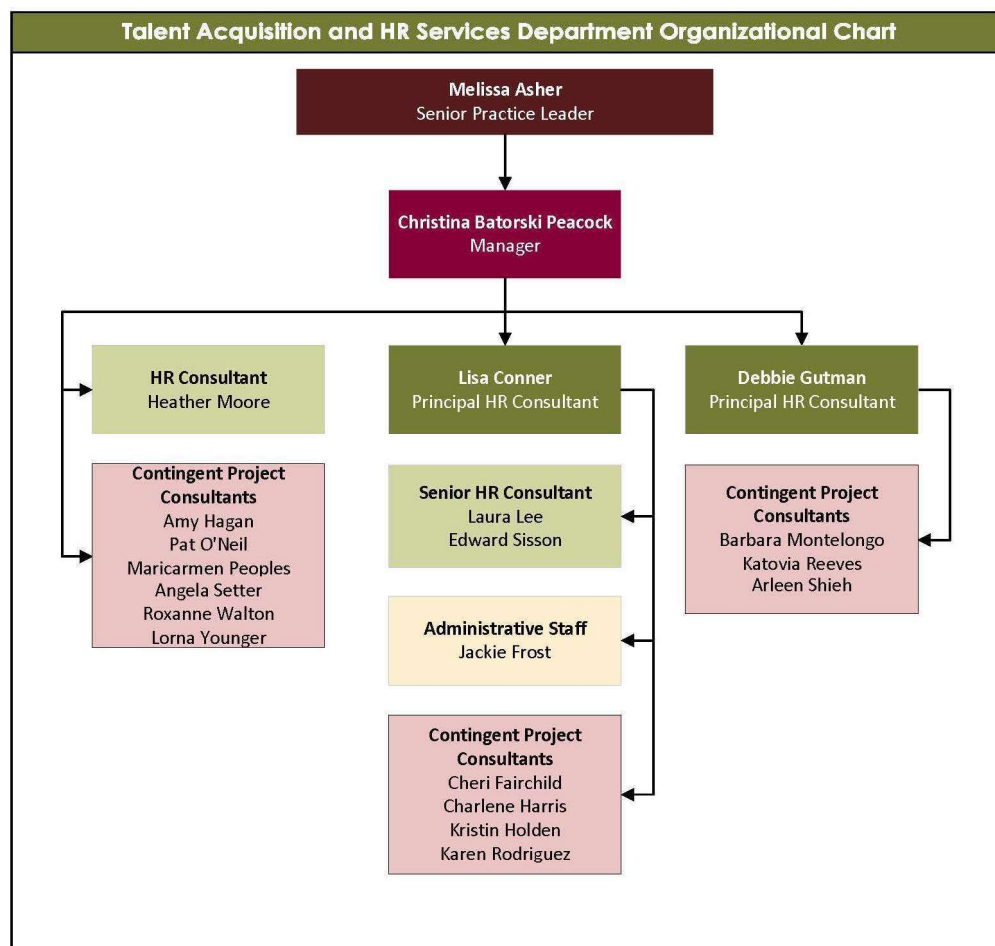 Talent Acquisition and HR Services Department Organizational Chart
Melissa Asher
Senior Practice Leader
Christina Batorski Peacock
Manager
HR Consultant
Heather Moore
Contingent Project
Consultants
Amy Hagan
Pat O'Neil
Maricarmen Peoples
Angela Setter
Roxanne Walton
Lorna Younger
Lisa Conner
Principal HR Consultant
Senior HR Consultant
Laura Lee
Edward Sisson
Administrative Staff
Jackie Frost
Contingent Project
Consultants
Cheri Fairchild
Charlene Harris
Kristin Holden
Karen Rodriguez
Debbie Gutman
Principal HR Consultant
Contingent Project
Consultants
Barbara Montelongo
Katovia Reeves
Arleen Shieh